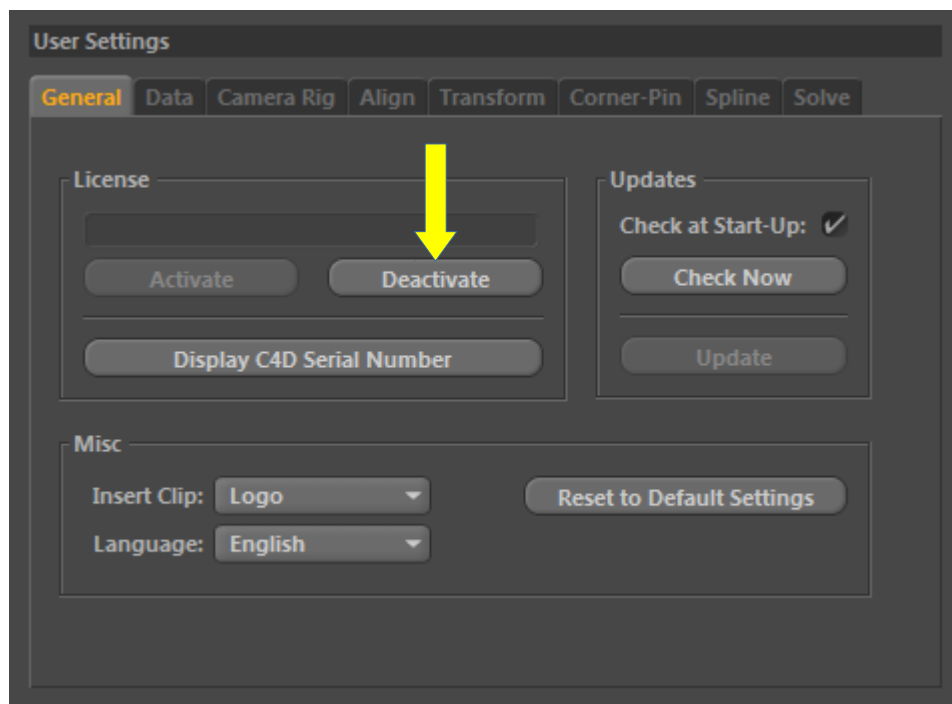 User Settings
General Data Camera Rig Align Transform Corner-Pin Spline Solve
License
Activate Deactivate
Display C4D Serial Number
Updates
Check at Start-Up:
Check Now
Update
Misc
Insert Clip: Logo
Language: English
Reset to Default Settings